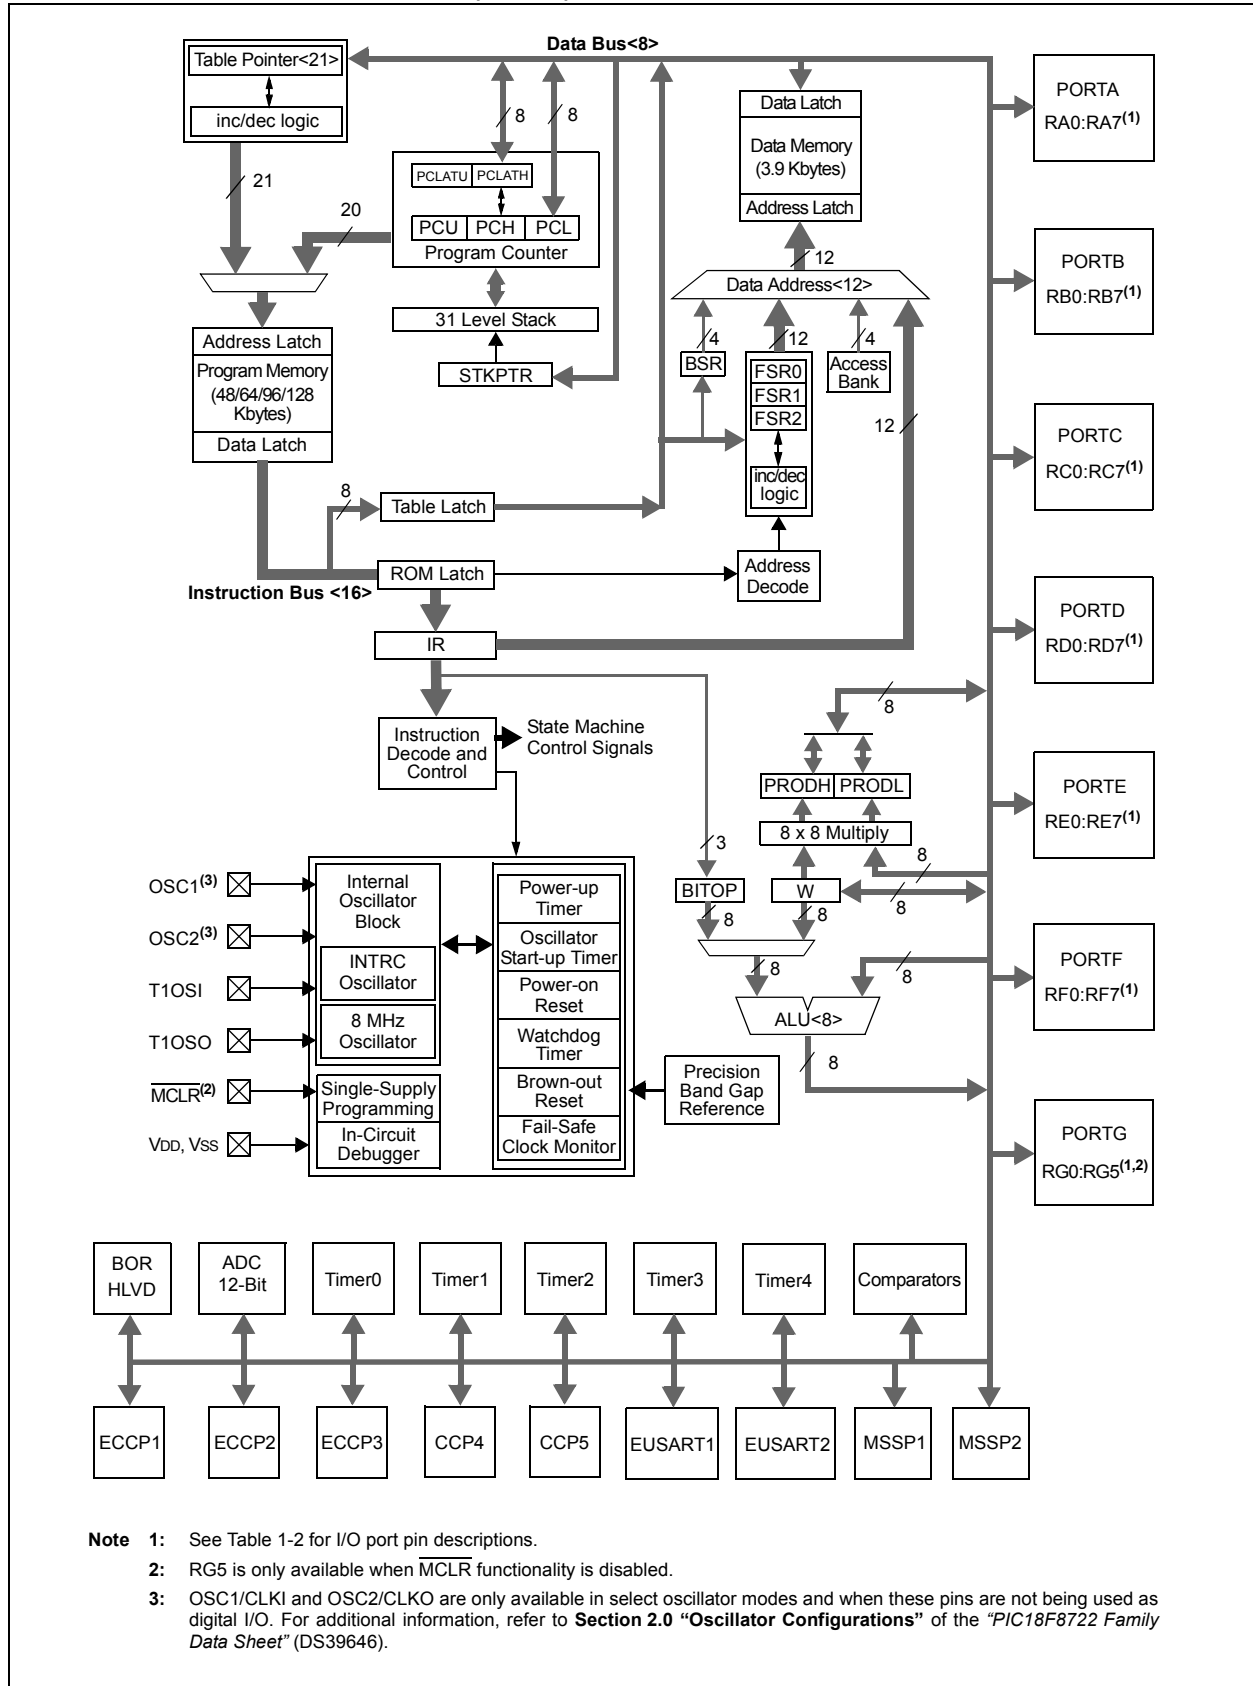 Data Bus<8>
Table Pointer<21>
inc/dec logic
21
20
8
8
PCLATU PCLATH
PCU PCH PCL
Program Counter
31 Level Stack
STKPTR
Data Latch
Data Memory
(3.9 Kbytes)
Address Latch
12
Data Address<12>
4
12
4
BSR
FSR0
FSR1
FSR2
inc/dec
logic
Access
Bank
12
Address Latch
Program Memory
(48/64/96/128
Kbytes)
Data Latch
8
Table Latch
ROM Latch
Instruction Bus <16>
Address
Decode
IR
Instruction
Decode and
Control
State Machine
Control Signals
8
PRODH PRODL
8 x 8 Multiply
3
8
BITOP
W
8
8
8
8
8
ALU<8>
8
OSC1(3)
OSC2(3)
T1OSI
T1OSO
MCLR(2)
VDD, VSS
Internal
Oscillator
Block
INTRC
Oscillator
8 MHz
Oscillator
Single-Supply
Programming
In-Circuit
Debugger
Power-up
Timer
Oscillator
Start-up Timer
Power-on
Reset
Watchdog
Timer
Brown-out
Reset
Fail-Safe
Clock Monitor
Precision
Band Gap
Reference
PORTA
RA0:RA7(1)
PORTB
RB0:RB7(1)
PORTC
RC0:RC7(1)
PORTD
RD0:RD7(1)
PORTE
RE0:RE7(1)
PORTF
RF0:RF7(1)
PORTG
RG0:RG5(1,2)
BOR
HLVD
ADC
12-Bit
Timer0
Timer1
Timer2
Timer3
Timer4
Comparators
ECCP1
ECCP2
ECCP3
CCP4
CCP5
EUSART1
EUSART2
MSSP1
MSSP2
Note 1: See Table 1-2 for I/O port pin descriptions.
2: RG5 is only available when MCLR functionality is disabled.
3: OSC1/CLKI and OSC2/CLKO are only available in select oscillator modes and when these pins are not being used as
digital I/O. For additional information, refer to Section 2.0 “Oscillator Configurations” of the “PIC18F8722 Family
Data Sheet” (DS39646).